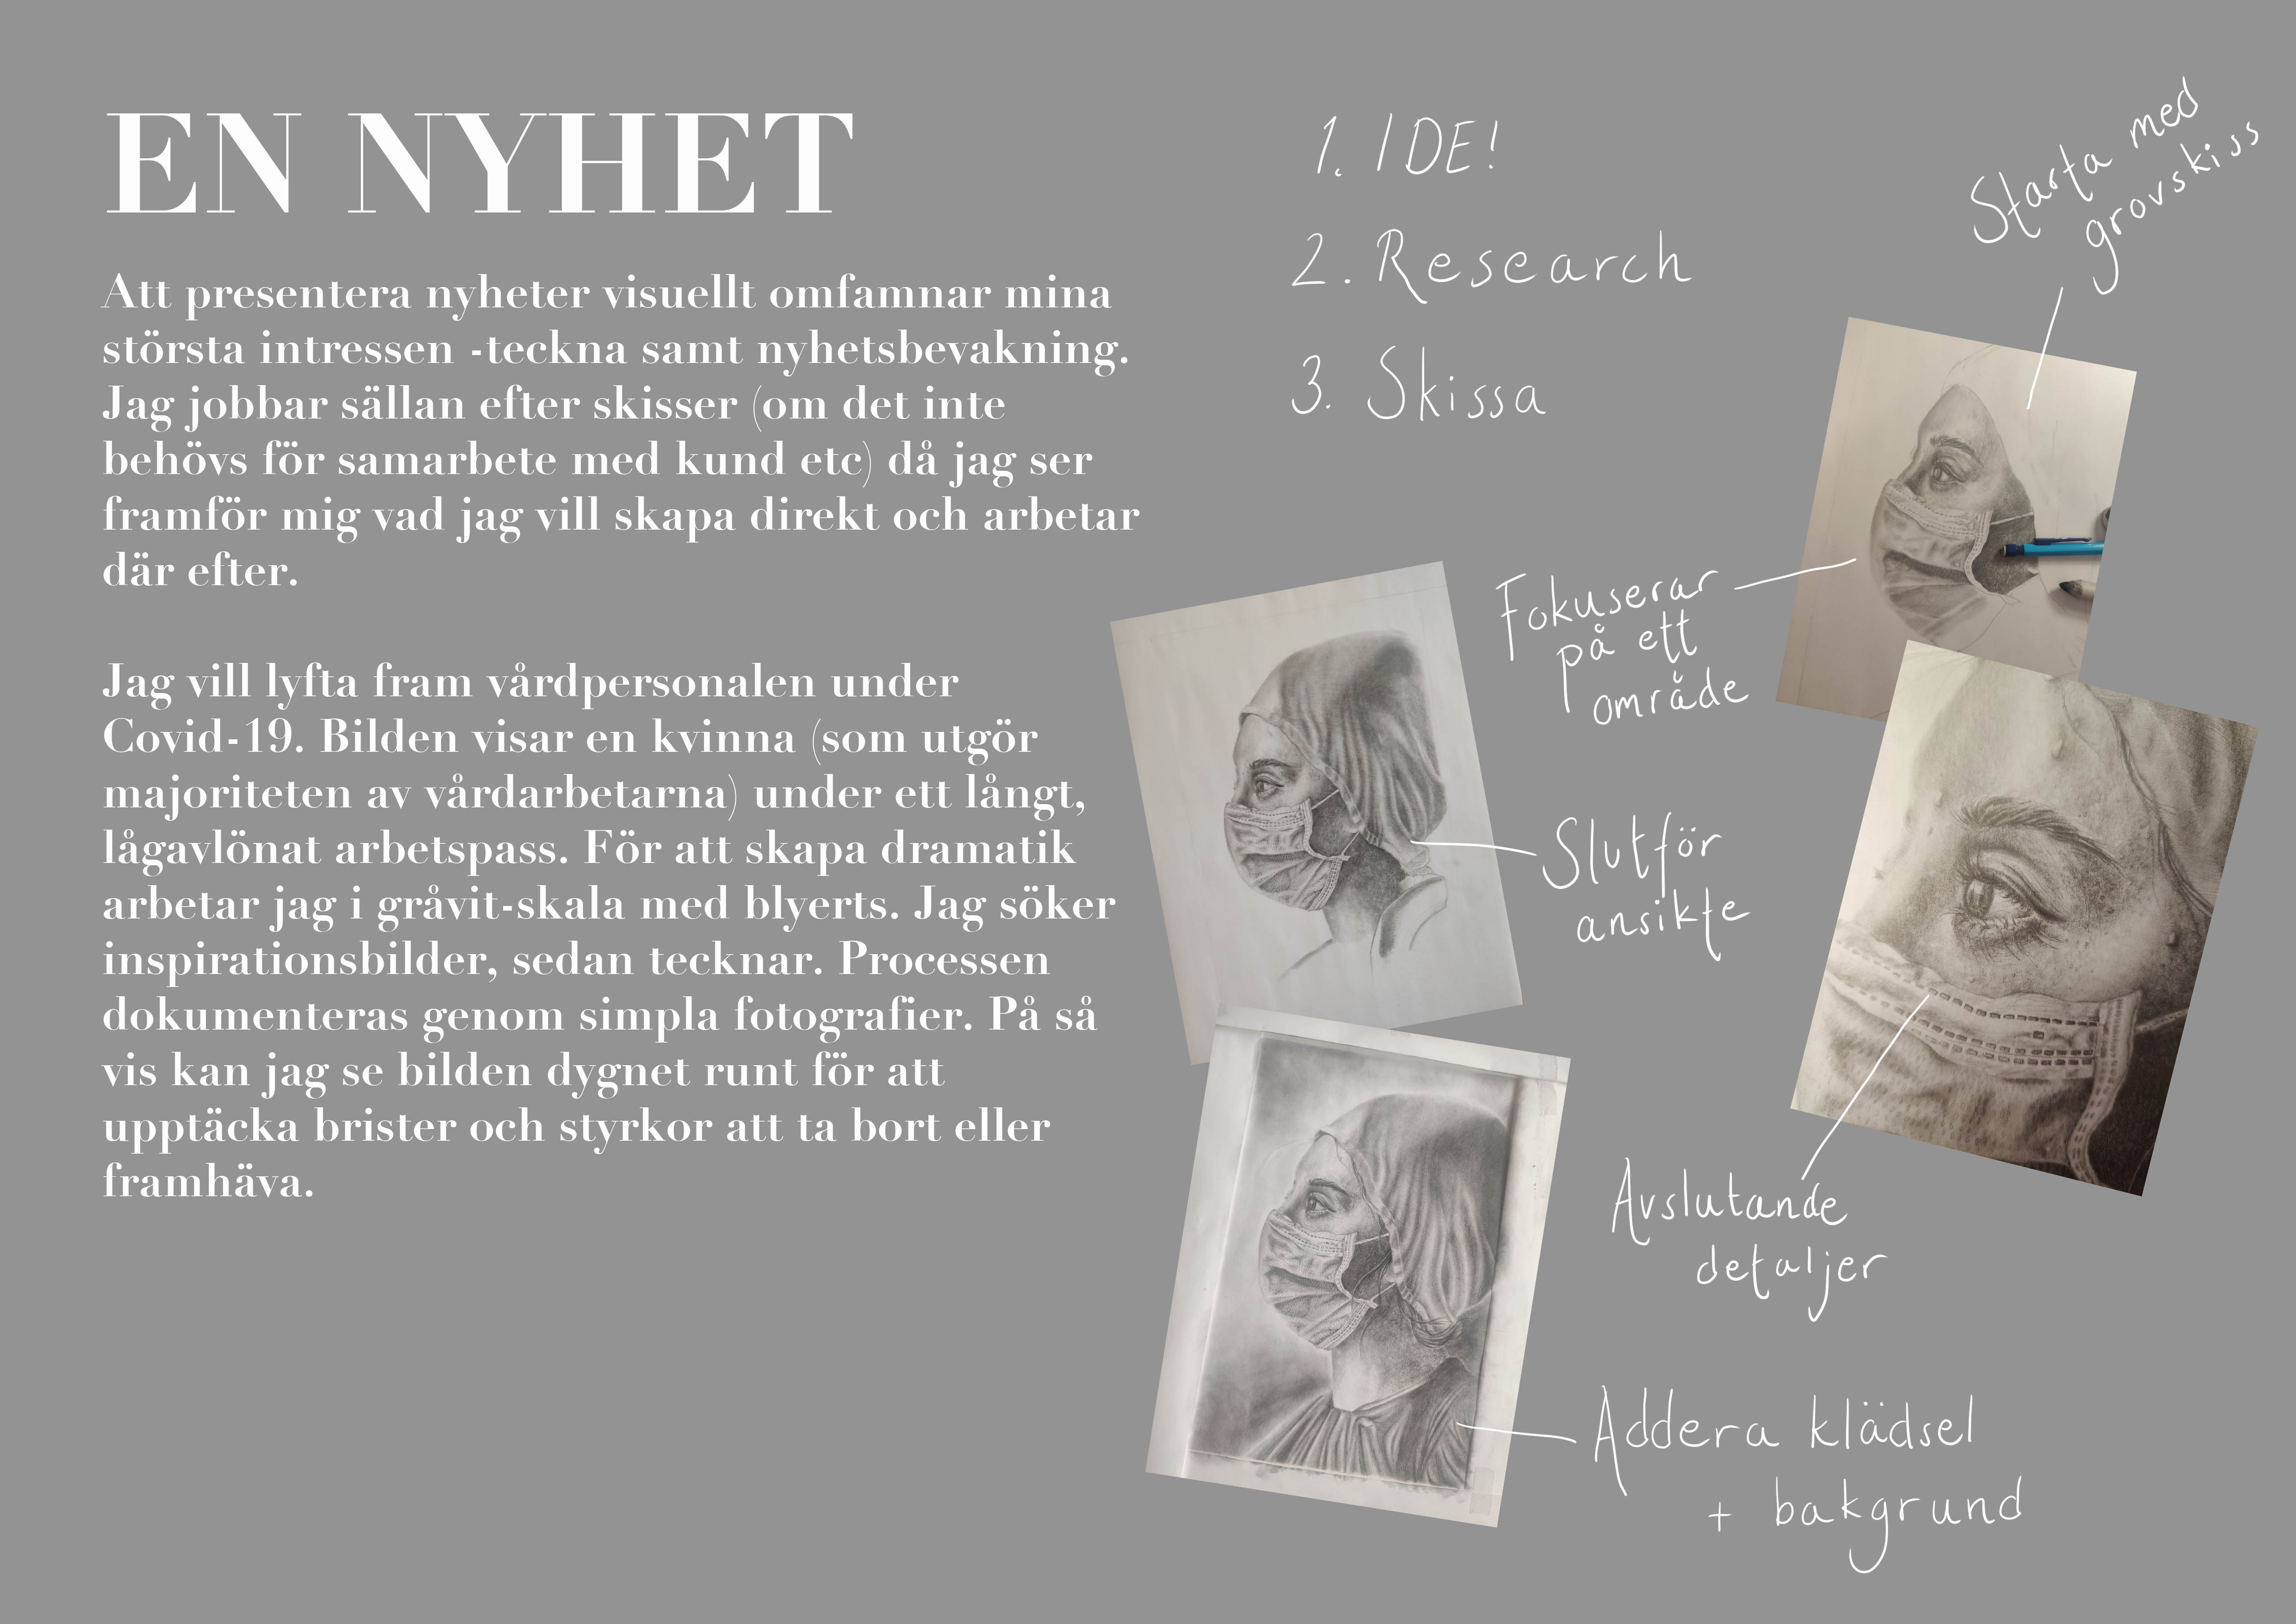 EN NYHET
Att presentera nyheter visuellt omfamnar mina
största intressen -teckna samt nyhetsbevakning.
Jag jobbar sällan efter skisser (om det inte
behövs för samarbete med kund etc) då jag ser
framför mig vad jag vill skapa direkt och arbetar
där efter.
Jag vill lyfta fram vårdpersonalen under
Covid-19. Bilden visar en kvinna (som utgör
majoriteten av vårdarbetarna) under ett långt,
lågavlönat arbetspass. För att skapa dramatik
arbetar jag i gråvit-skala med blyerts. Jag söker
inspirationsbilder, sedan tecknar. Processen
dokumenteras genom simpla fotografier. På så
vis kan jag se bilden dygnet runt för att
upptäcka brister och styrkor att ta bort eller
framhäva.
1. IDE!
2. Research
3. Skissa
Starta med
grovskiss
Fokuserar
på ett
område
Slutför
ansikte
Avslutande
detaljer
Addera klädsel
+ bakgrund